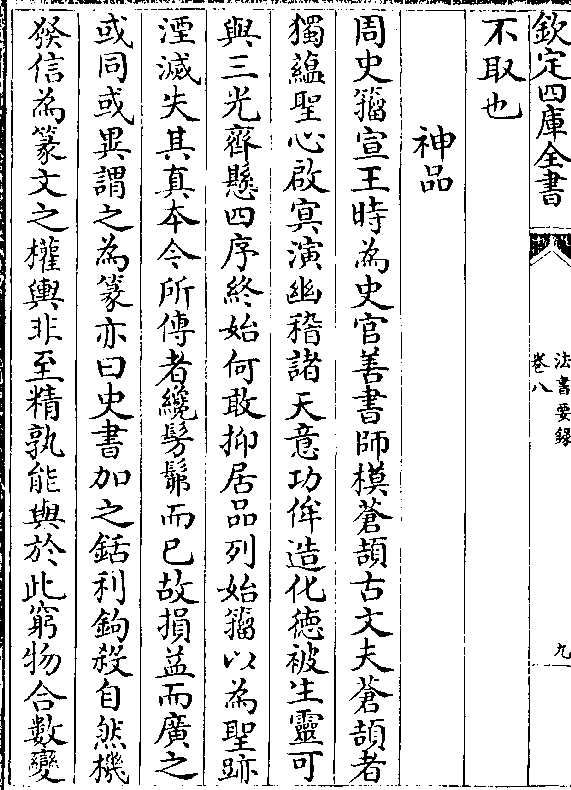 欽定四庫全書
法書要錄
卷八
九
不取也
神品
周史籀宣王時為史官善書師模蒼頡古文夫蒼頡者
獨蘊聖心啟冥演幽稽諸天意功侔造化德被生靈可
與三光齊懸四序終始何敢抑居品列始籀以為聖跡
湮滅失其真本今所傳者纔髣髴而已故損益而廣之
或同或異謂之為篆亦曰史書加之銛利鉤殺自然機
發信為篆文之權輿非至精孰能與於此窮物合數變